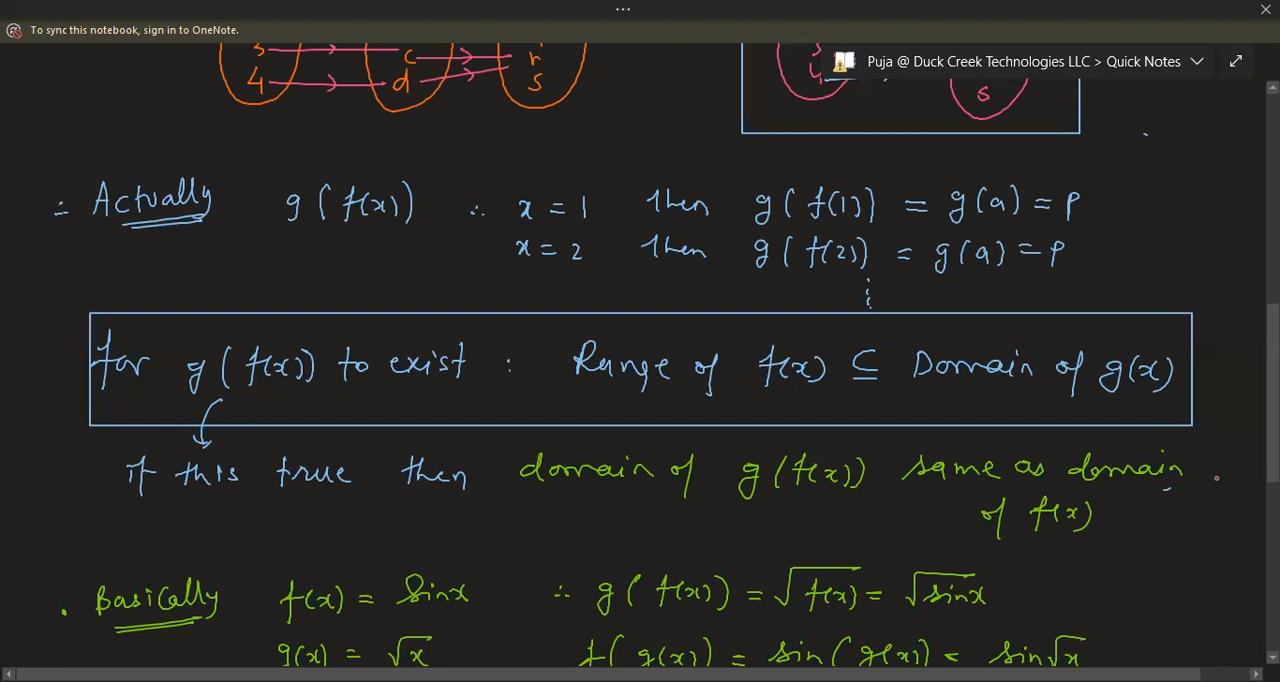 ...
To sync this notebook, sign in to OneNote.
Puja @ Duck Creek Technologies LLC > Quick Notes
3 c r
4 d s
s
∴ Actually g(f(x)) ∴ x = 1 then g(f(1)) = g(a) = p
x = 2 then g(f(2)) = g(a) = p
for g(f(x)) to exist : Range of f(x) ⊆ Domain of g(x)
if this true then domain of g(f(x)) same as domain
of f(x)
. Basically f(x) = Sinx ∴ g(f(x)) = √f(x) = √sinx
g(x) = √x f(g(x)) = sin(g(x)) = sin√x